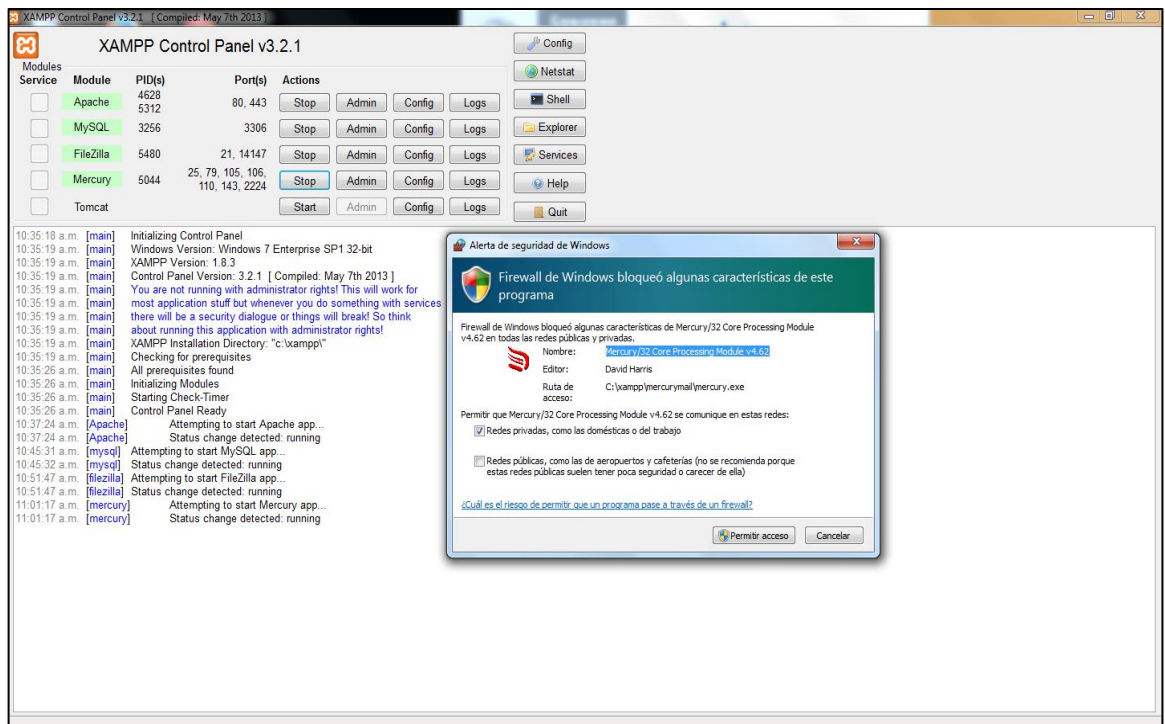 XAMPP Control Panel v3.2.1 [ Compiled: May 7th 2013 ]
XAMPP Control Panel v3.2.1
Config
Modules
Service Module PID(s) Port(s) Actions
Netstat
Apache 4628 5312 80, 443 Stop Admin Config Logs
Shell
MySQL 3256 3306 Stop Admin Config Logs
Explorer
FileZilla 5480 21, 14147 Stop Admin Config Logs
Services
Mercury 5044 25, 79, 105, 106, 110, 143, 2224 Stop Admin Config Logs
Help
Tomcat Start Admin Config Logs
Quit
10:35:18 a.m. [main] Initializing Control Panel
10:35:19 a.m. [main] Windows Version: Windows 7 Enterprise SP1 32-bit
10:35:19 a.m. [main] XAMPP Version: 1.8.3
10:35:19 a.m. [main] Control Panel Version: 3.2.1 [ Compiled: May 7th 2013 ]
10:35:19 a.m. [main] You are not running with administrator rights! This will work for
10:35:19 a.m. [main] most application stuff but whenever you do something with services
10:35:19 a.m. [main] there will be a security dialogue or things will break! So think
10:35:19 a.m. [main] about running this application with administrator rights!
10:35:19 a.m. [main] XAMPP Installation Directory: "c:\xampp\"
10:35:19 a.m. [main] Checking for prerequisites
10:35:26 a.m. [main] All prerequisites found
10:35:26 a.m. [main] Initializing Modules
10:35:26 a.m. [main] Starting Check-Timer
10:35:26 a.m. [main] Control Panel Ready
10:37:24 a.m. [Apache] Attempting to start Apache app...
10:37:24 a.m. [Apache] Status change detected: running
10:45:31 a.m. [mysql] Attempting to start MySQL app...
10:45:32 a.m. [mysql] Status change detected: running
10:51:47 a.m. [filezilla] Attempting to start FileZilla app...
10:51:47 a.m. [filezilla] Status change detected: running
11:01:17 a.m. [mercury] Attempting to start Mercury app...
11:01:17 a.m. [mercury] Status change detected: running
Alerta de seguridad de Windows
Firewall de Windows bloqueó algunas características de este
programa
Firewall de Windows bloqueó algunas características de Mercury/32 Core Processing Module
v4.62 en todas las redes públicas y privadas.
Nombre: Mercury/32 Core Processing Module v4.62
Editor: David Harris
Ruta de acceso: C:\xampp\mercurymail\mercury.exe
Permitir que Mercury/32 Core Processing Module v4.62 se comunique en estas redes:
Redes privadas, como las domésticas o del trabajo
Redes públicas, como las de aeropuertos y cafeterías (no se recomienda porque
estas redes públicas suelen tener poca seguridad o carecer de ella)
¿Cuál es el riesgo de permitir que un programa pase a través de un firewall?
Permitir acceso Cancelar